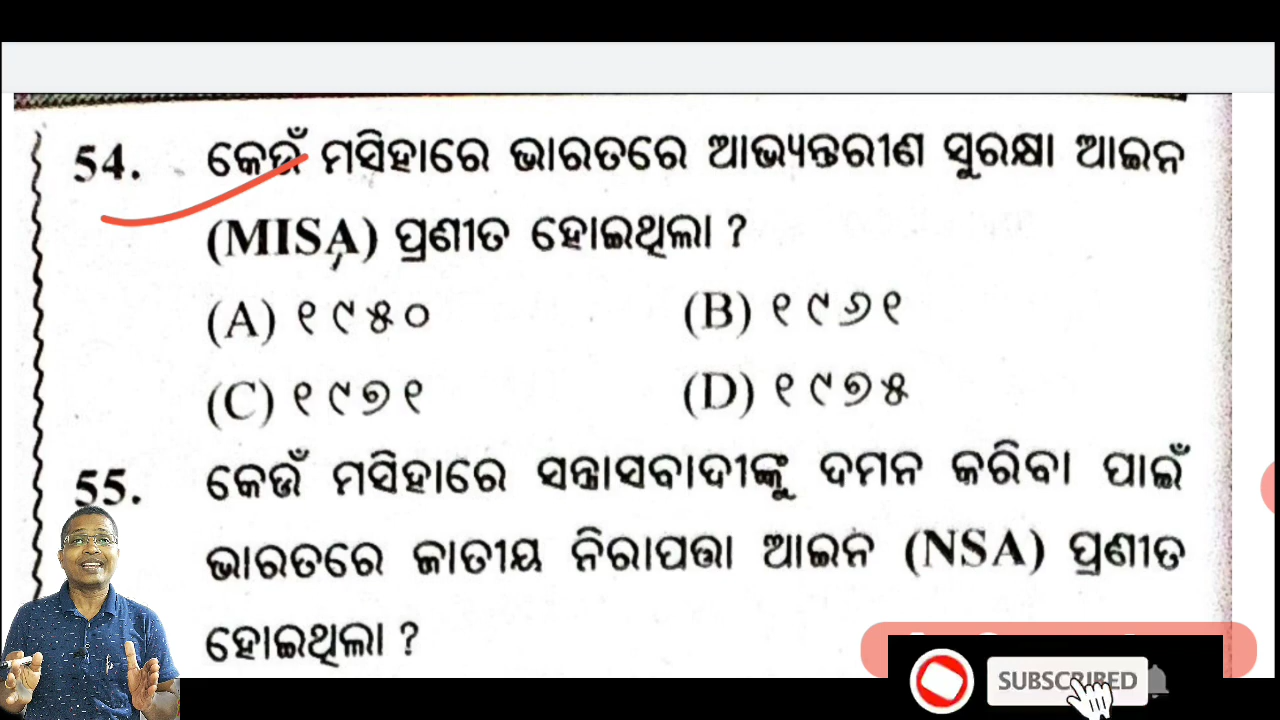 54. କେଉଁ ମସିହାରେ ଭାରତରେ ଆଭ୍ୟନ୍ତରୀଣ ସୁରକ୍ଷା ଆଇନ
(MISA) ପ୍ରଣୀତ ହୋଇଥିଲା ?
(A) ୧୯୫୦ (B) ୧୯୬୧
(C) ୧୯୭୧ (D) ୧୯୭୫
55. କେଉଁ ମସିହାରେ ସନ୍ତ୍ରାସବାଦୀଙ୍କୁ ଦମନ କରିବା ପାଇଁ
ଭାରତରେ ଜାତୀୟ ନିରାପତ୍ତା ଆଇନ (NSA) ପ୍ରଣୀତ
ହୋଇଥିଲା ?
SUBSCRIBED